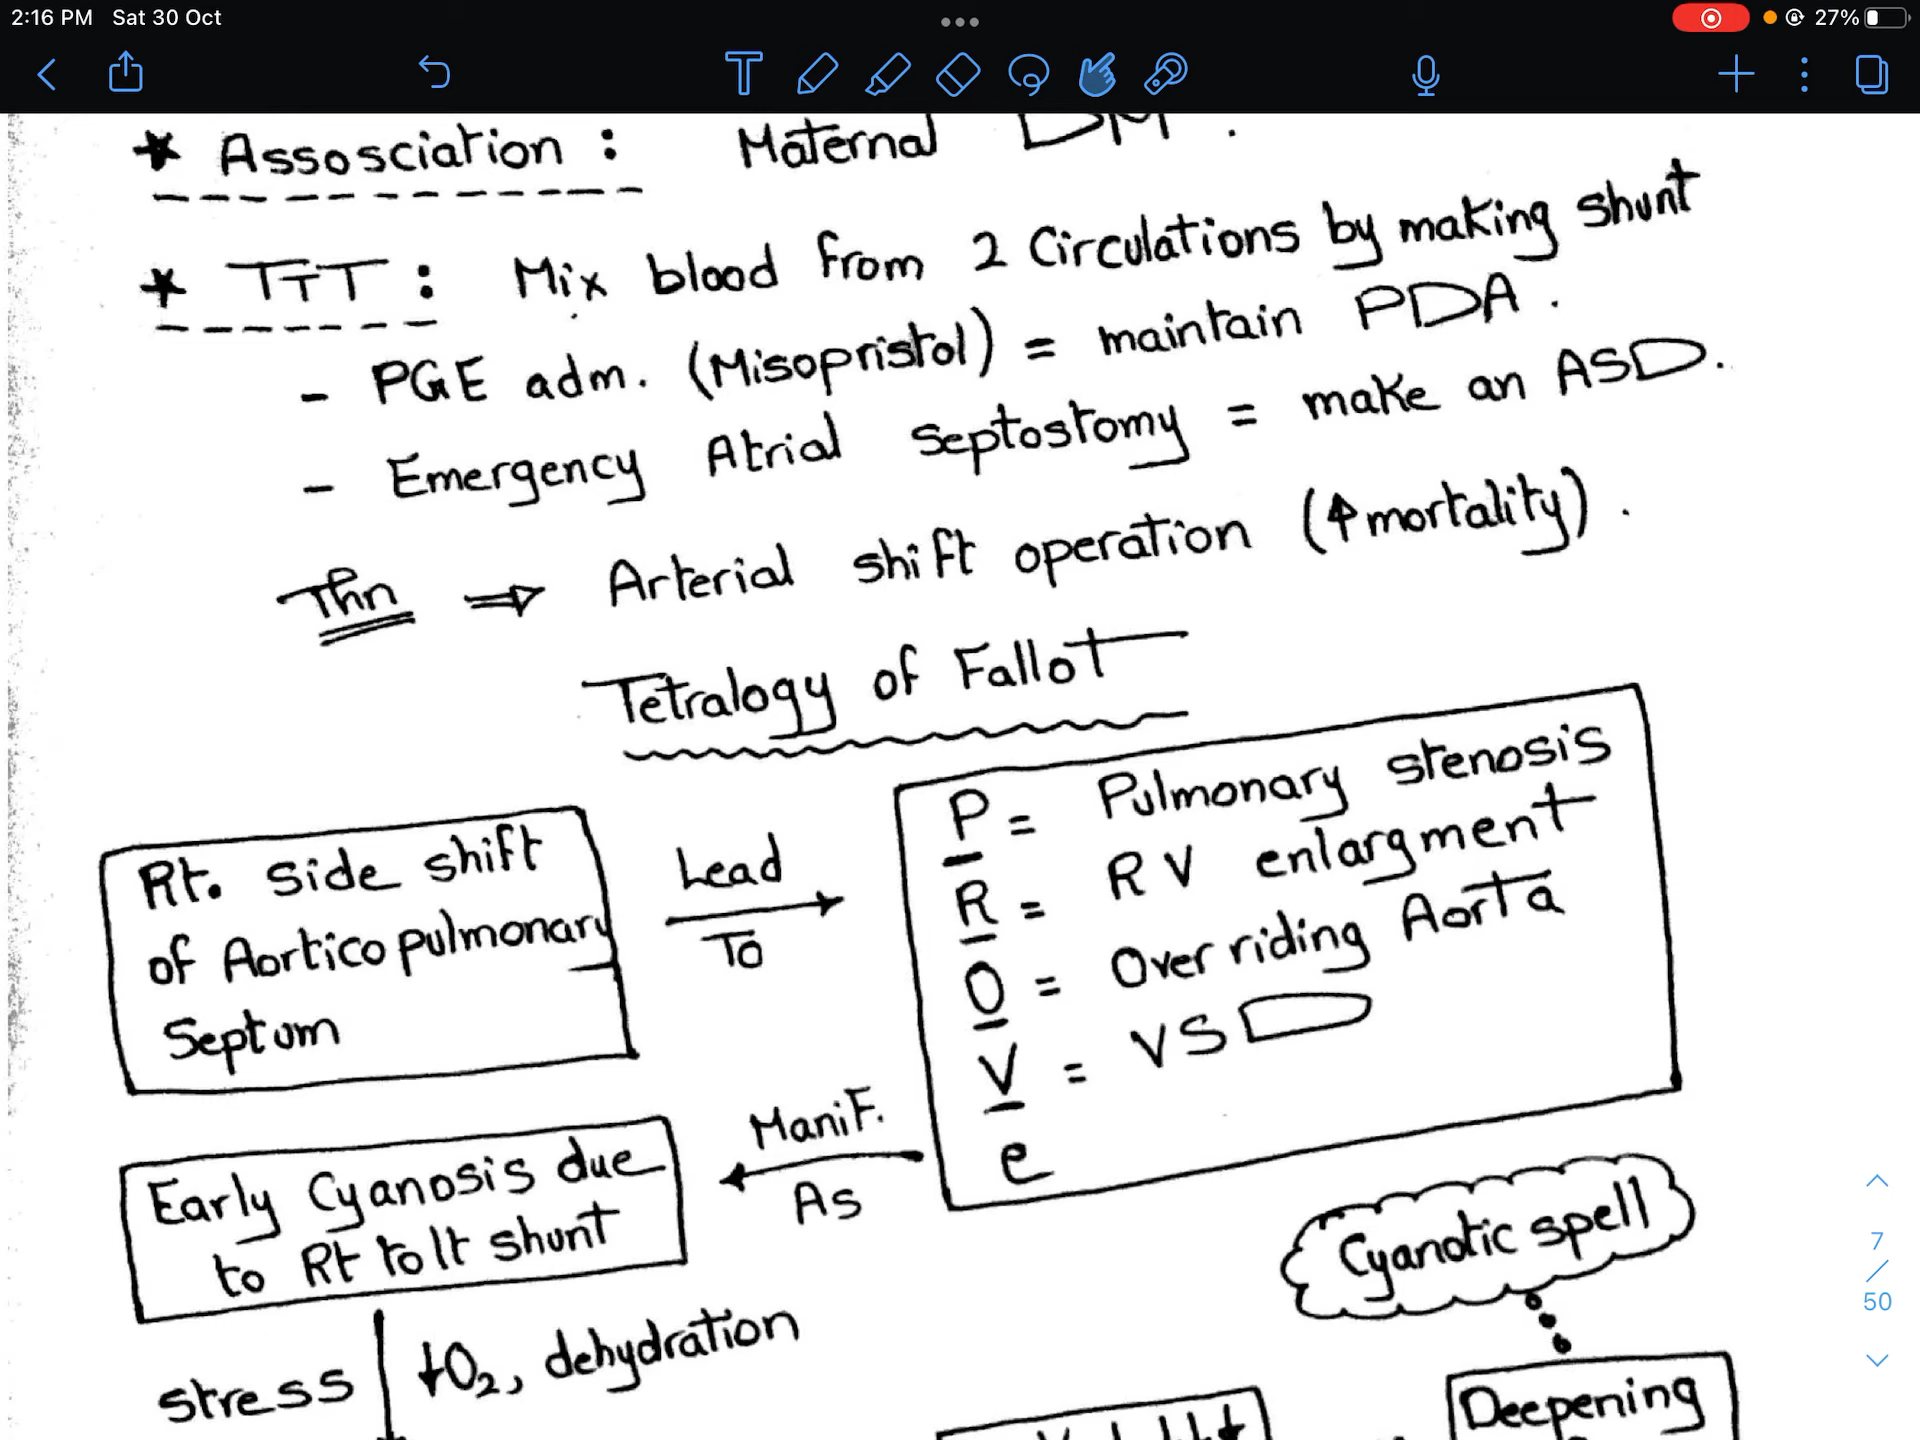 2:16 PM Sat 30 Oct
27%
* Assosciation : Maternal DM .
* TTT : Mix blood from 2 Circulations by making shunt
- PGE adm. (Misopristol) = maintain PDA .
- Emergency Atrial septostomy = make an ASD.
Thn ⇒ Arterial shift operation (↑ mortality) .
Tetralogy of Fallot
Rt. side shift
of Aortico pulmonary
Septum
Lead
To
P = Pulmonary stenosis
R = RV enlargment
O = Over riding Aorta
V = VSD
e
Manif.
As
Early Cyanosis due
to Rt to lt shunt
Cyanotic spell
stress
↓O2, dehydration
Deepening
7
/
50